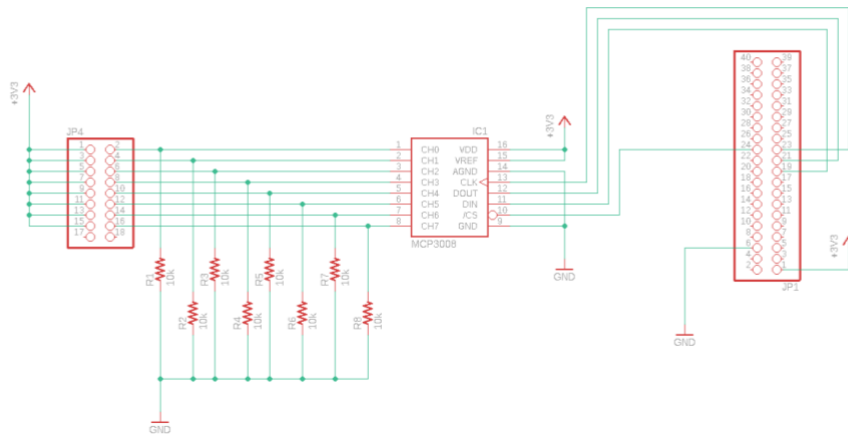 +3V3
JP4
1 2
3 4
5 6
7 8
9 10
11 12
13 14
15 16
17 18
R1 10k
R2 10k
R3 10k
R4 10k
R5 10k
R6 10k
R7 10k
R8 10k
GND
IC1
1 CH0 VDD 16
2 CH1 VREF 15
3 CH2 AGND 14
4 CH3 CLK 13
5 CH4 DOUT 12
6 CH5 DIN 11
7 CH6 /CS 10
8 CH7 GND 9
MCP3008
+3V3
GND
40 39
38 37
36 35
34 33
32 31
30 29
28 27
26 25
24 23
22 21
20 19
18 17
16 15
14 13
12 11
10 9
8 7
6 5
4 3
2 1
JP1
+3V3
GND